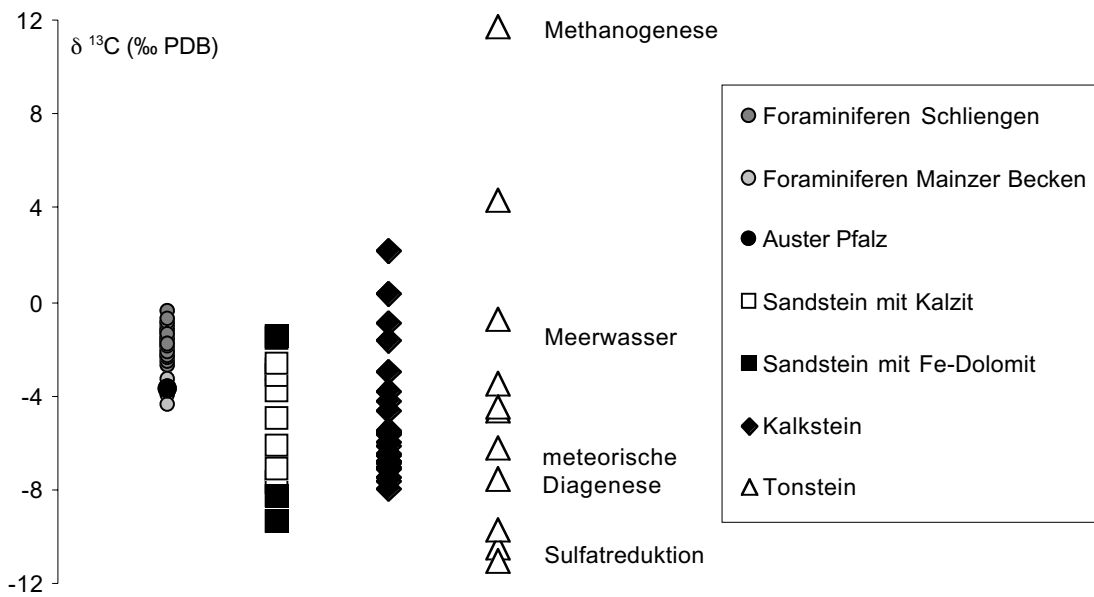 12
δ ¹³C (‰ PDB)
8
4
0
-4
-8
-12
Methanogenese
Meerwasser
meteorische
Diagenese
Sulfatreduktion
Foraminiferen Schliengen
Foraminiferen Mainzer Becken
Auster Pfalz
Sandstein mit Kalzit
Sandstein mit Fe-Dolomit
Kalkstein
Tonstein